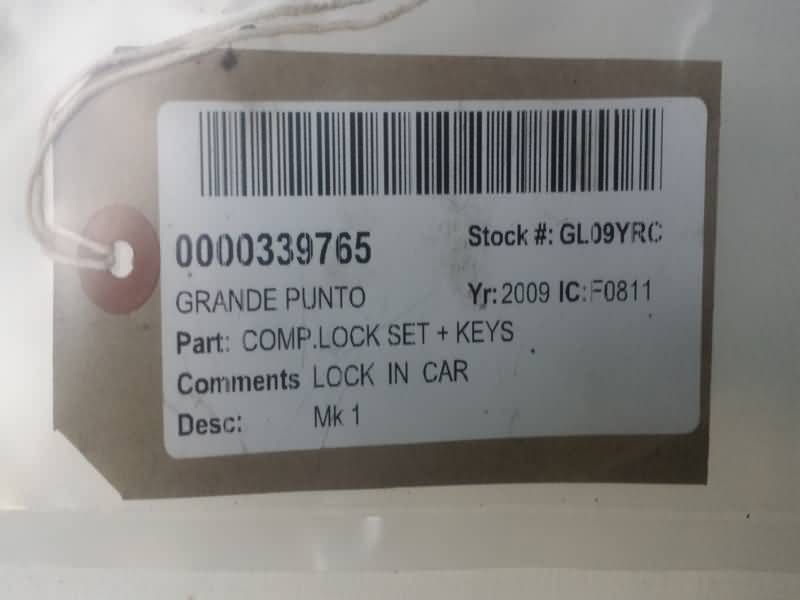 0000339765 Stock #: GL09YRC
GRANDE PUNTO Yr: 2009 IC: F0811
Part: COMP.LOCK SET + KEYS
Comments LOCK IN CAR
Desc: Mk 1